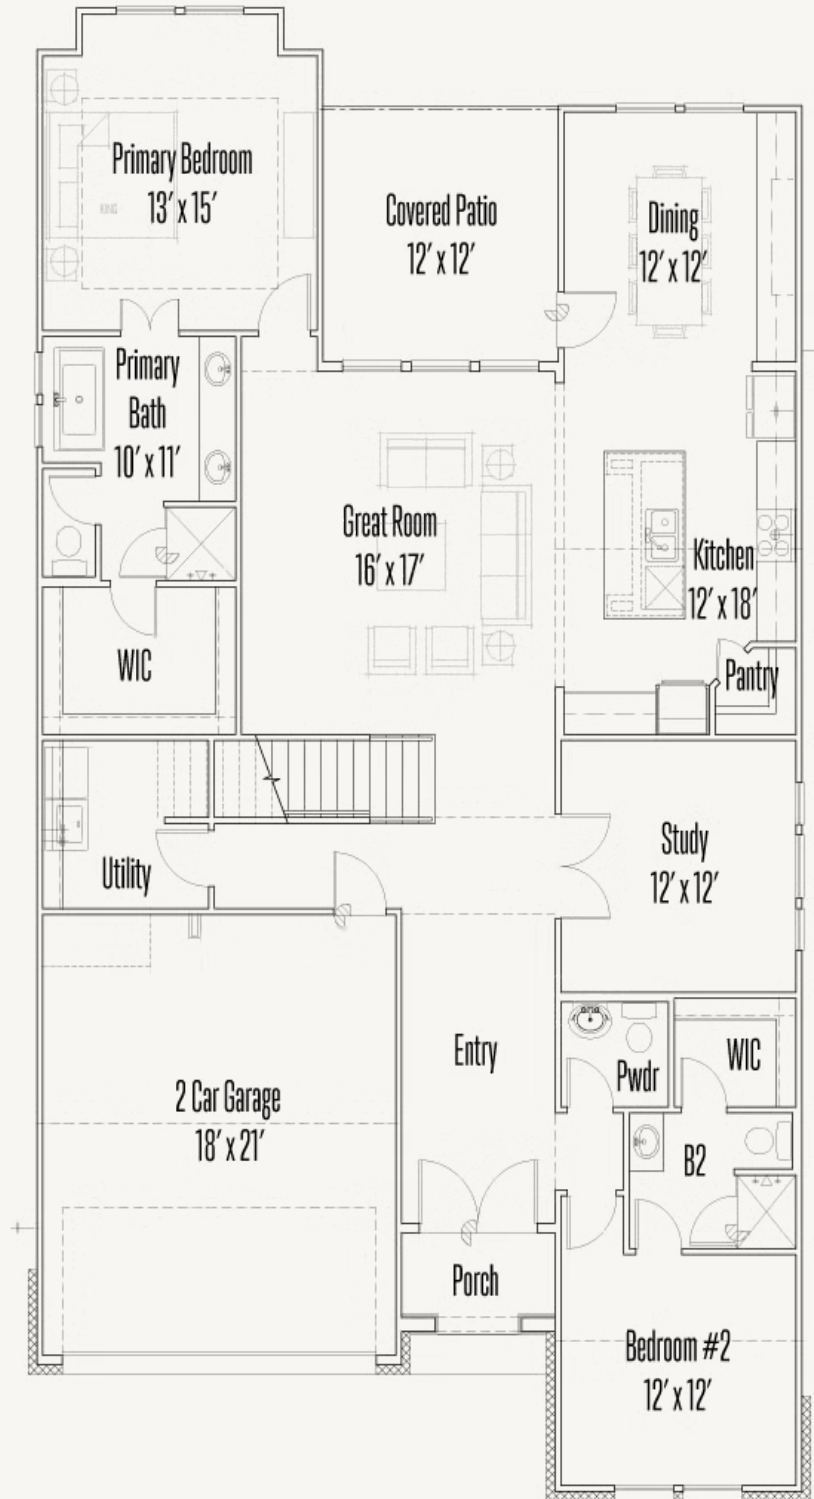 Primary Bedroom
13' x 15'
KING
Covered Patio
12' x 12'
Dining
12' x 12'
Primary
Bath
10' x 11'
Great Room
16' x 17'
Kitchen
12' x 18'
WIC
Pantry
Utility
Study
12' x 12'
Entry
Pwdr
WIC
2 Car Garage
18' x 21'
B2
Porch
Bedroom #2
12' x 12'